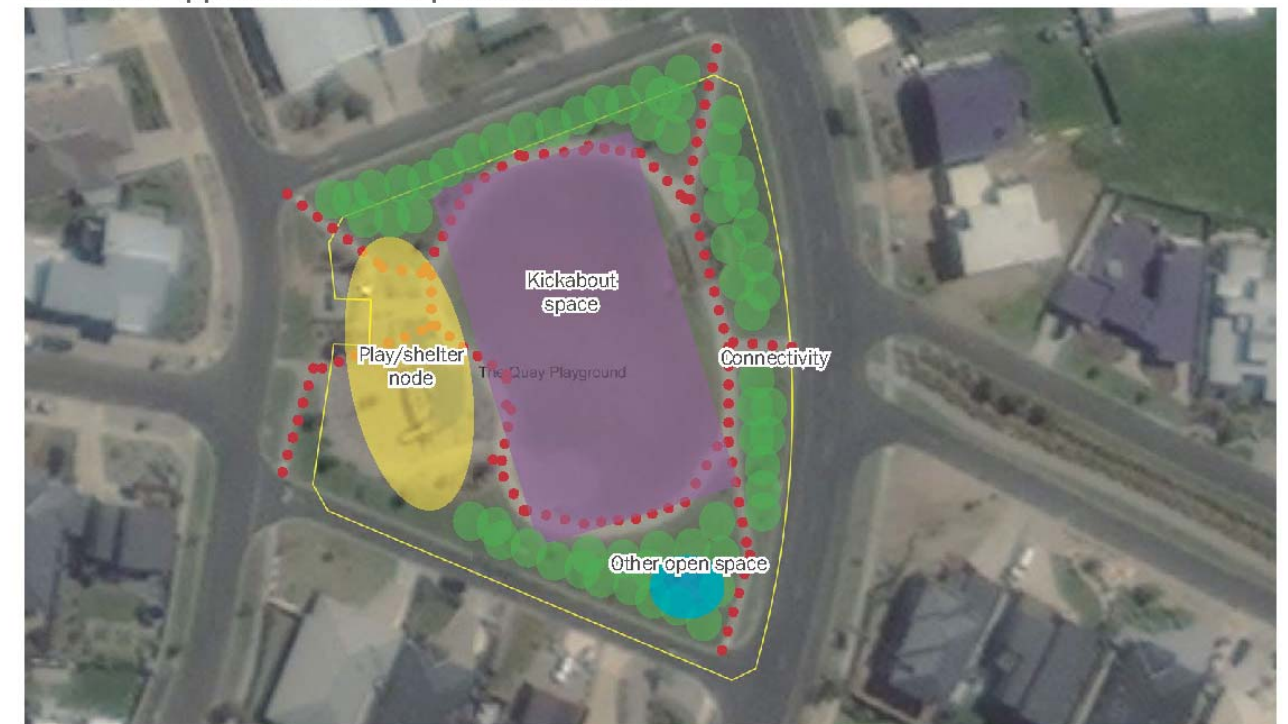 Kickabout
space
Play/shelter
node
The Quay Playground
Connectivity
Other open space